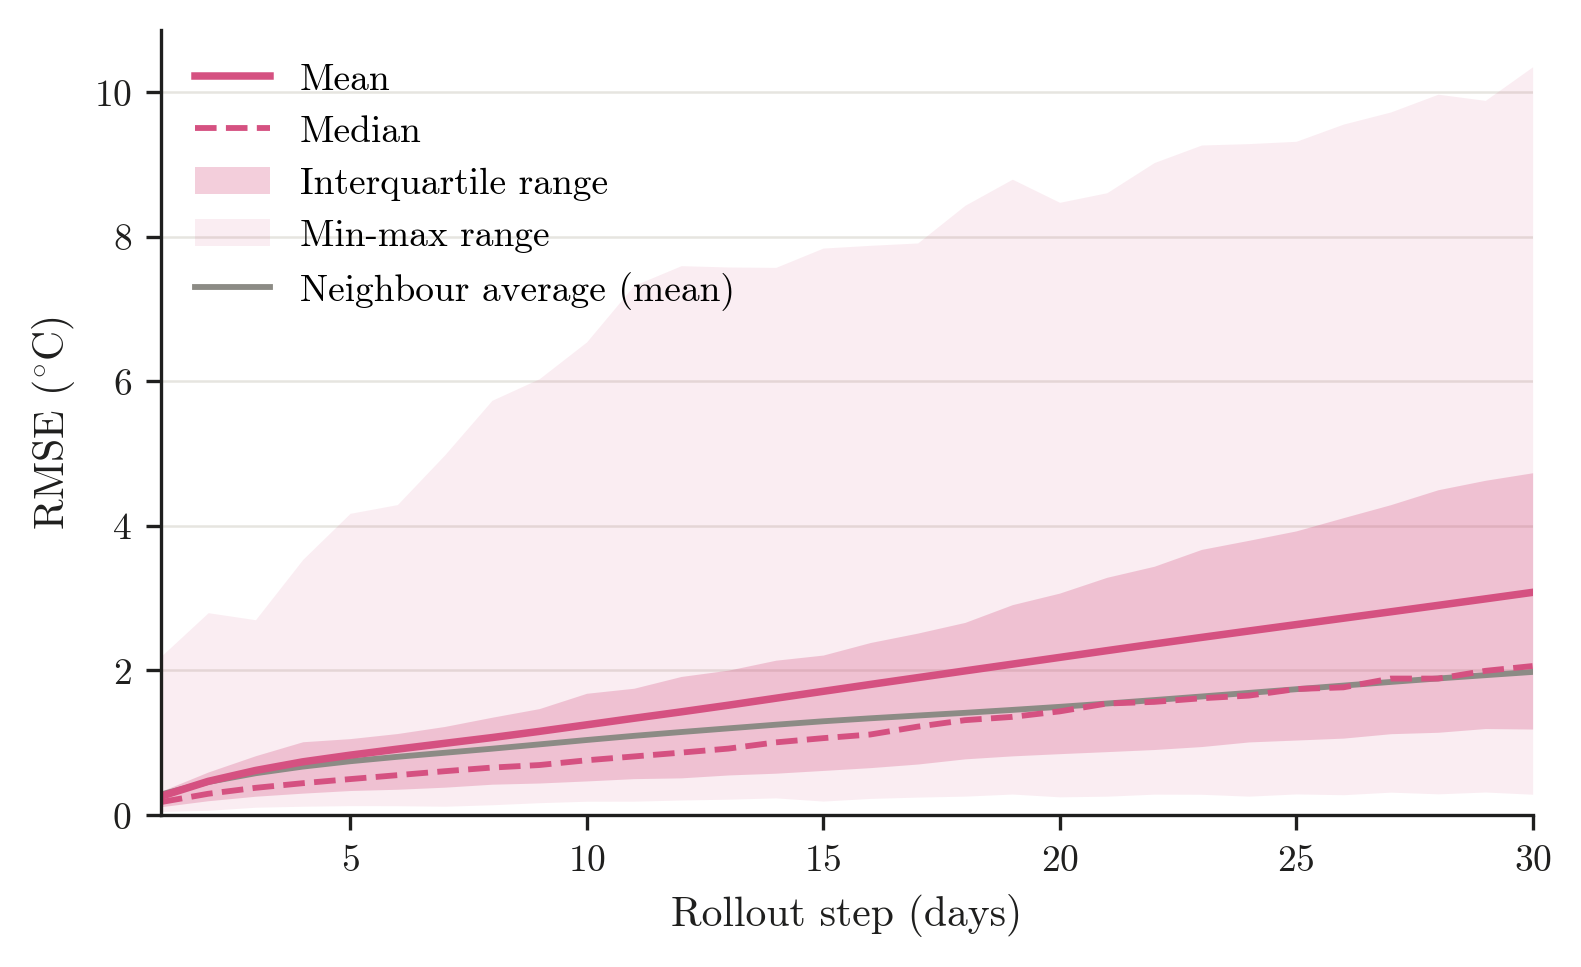 Mean
Median
Interquartile range
Min-max range
Neighbour average (mean)
10
8
6
4
2
0
RMSE (°C)
5 10 15 20 25 30
Rollout step (days)